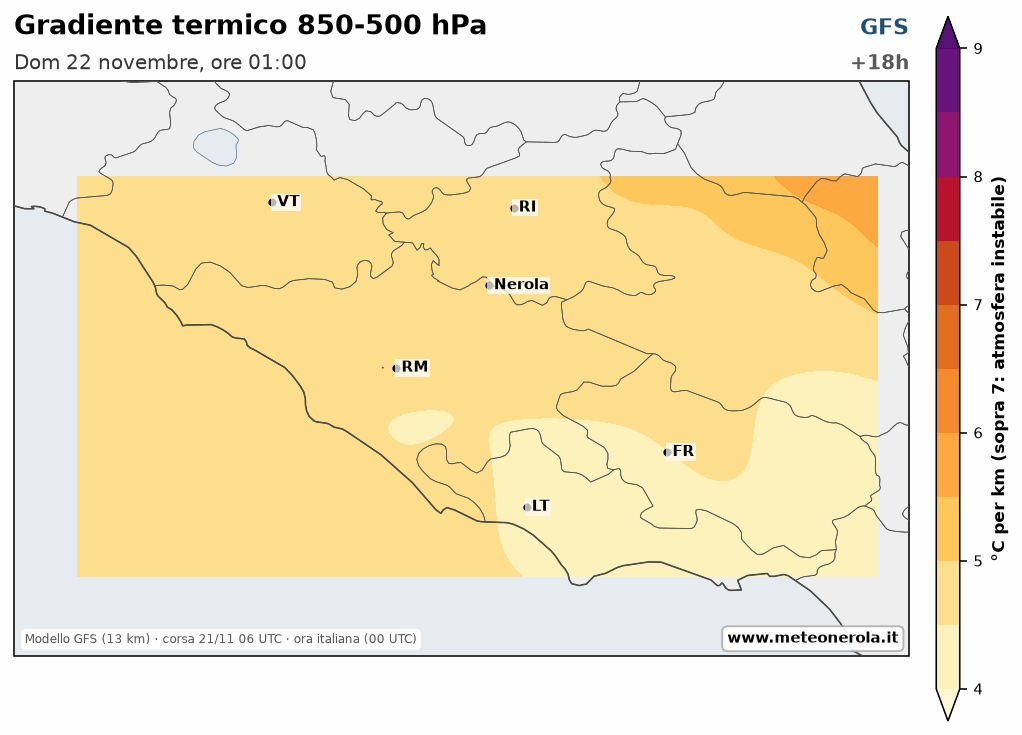 Gradiente termico 850-500 hPa
GFS
Dom 22 novembre, ore 01:00
+18h
VT
RI
Nerola
RM
FR
LT
Modello GFS (13 km) · corsa 21/11 06 UTC · ora italiana (00 UTC)
www.meteonerola.it
9
8
7
6
5
4
°C per km (sopra 7: atmosfera instabile)